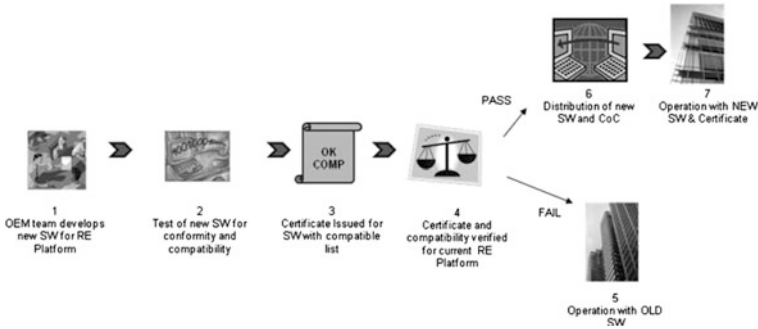 1
OEM team develops
new SW for RE
Platform
2
Test of new SW for
conformity and
compatibility
OK
COMP
3
Certificate Issued for
SW with compatible
list
4
Certificate and
compatibility verified
for current RE
Platform
PASS
6
Distribution of new
SW and CoC
7
Operation with NEW
SW & Certificate
FAIL
5
Operation with OLD
SW